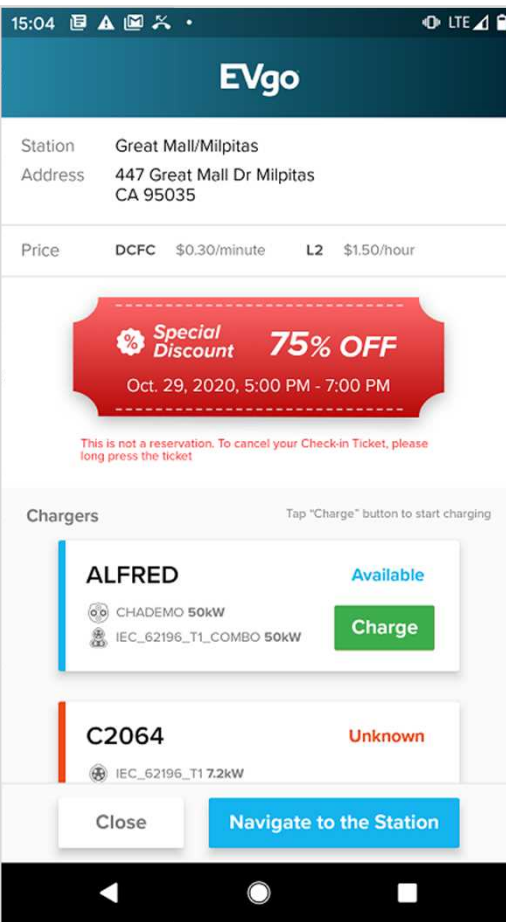 15:04 LTE
EVgo
Station Great Mall/Milpitas
Address 447 Great Mall Dr Milpitas
CA 95035
Price DCFC $0.30/minute L2 $1.50/hour
% Special
Discount 75% OFF
Oct. 29, 2020, 5:00 PM - 7:00 PM
This is not a reservation. To cancel your Check-in Ticket, please
long press the ticket
Chargers Tap "Charge" button to start charging
ALFRED Available
CHADEMO 50kW
IEC_62196_T1_COMBO 50kW
Charge
C2064 Unknown
IEC_62196_T1 7.2kW
Close Navigate to the Station